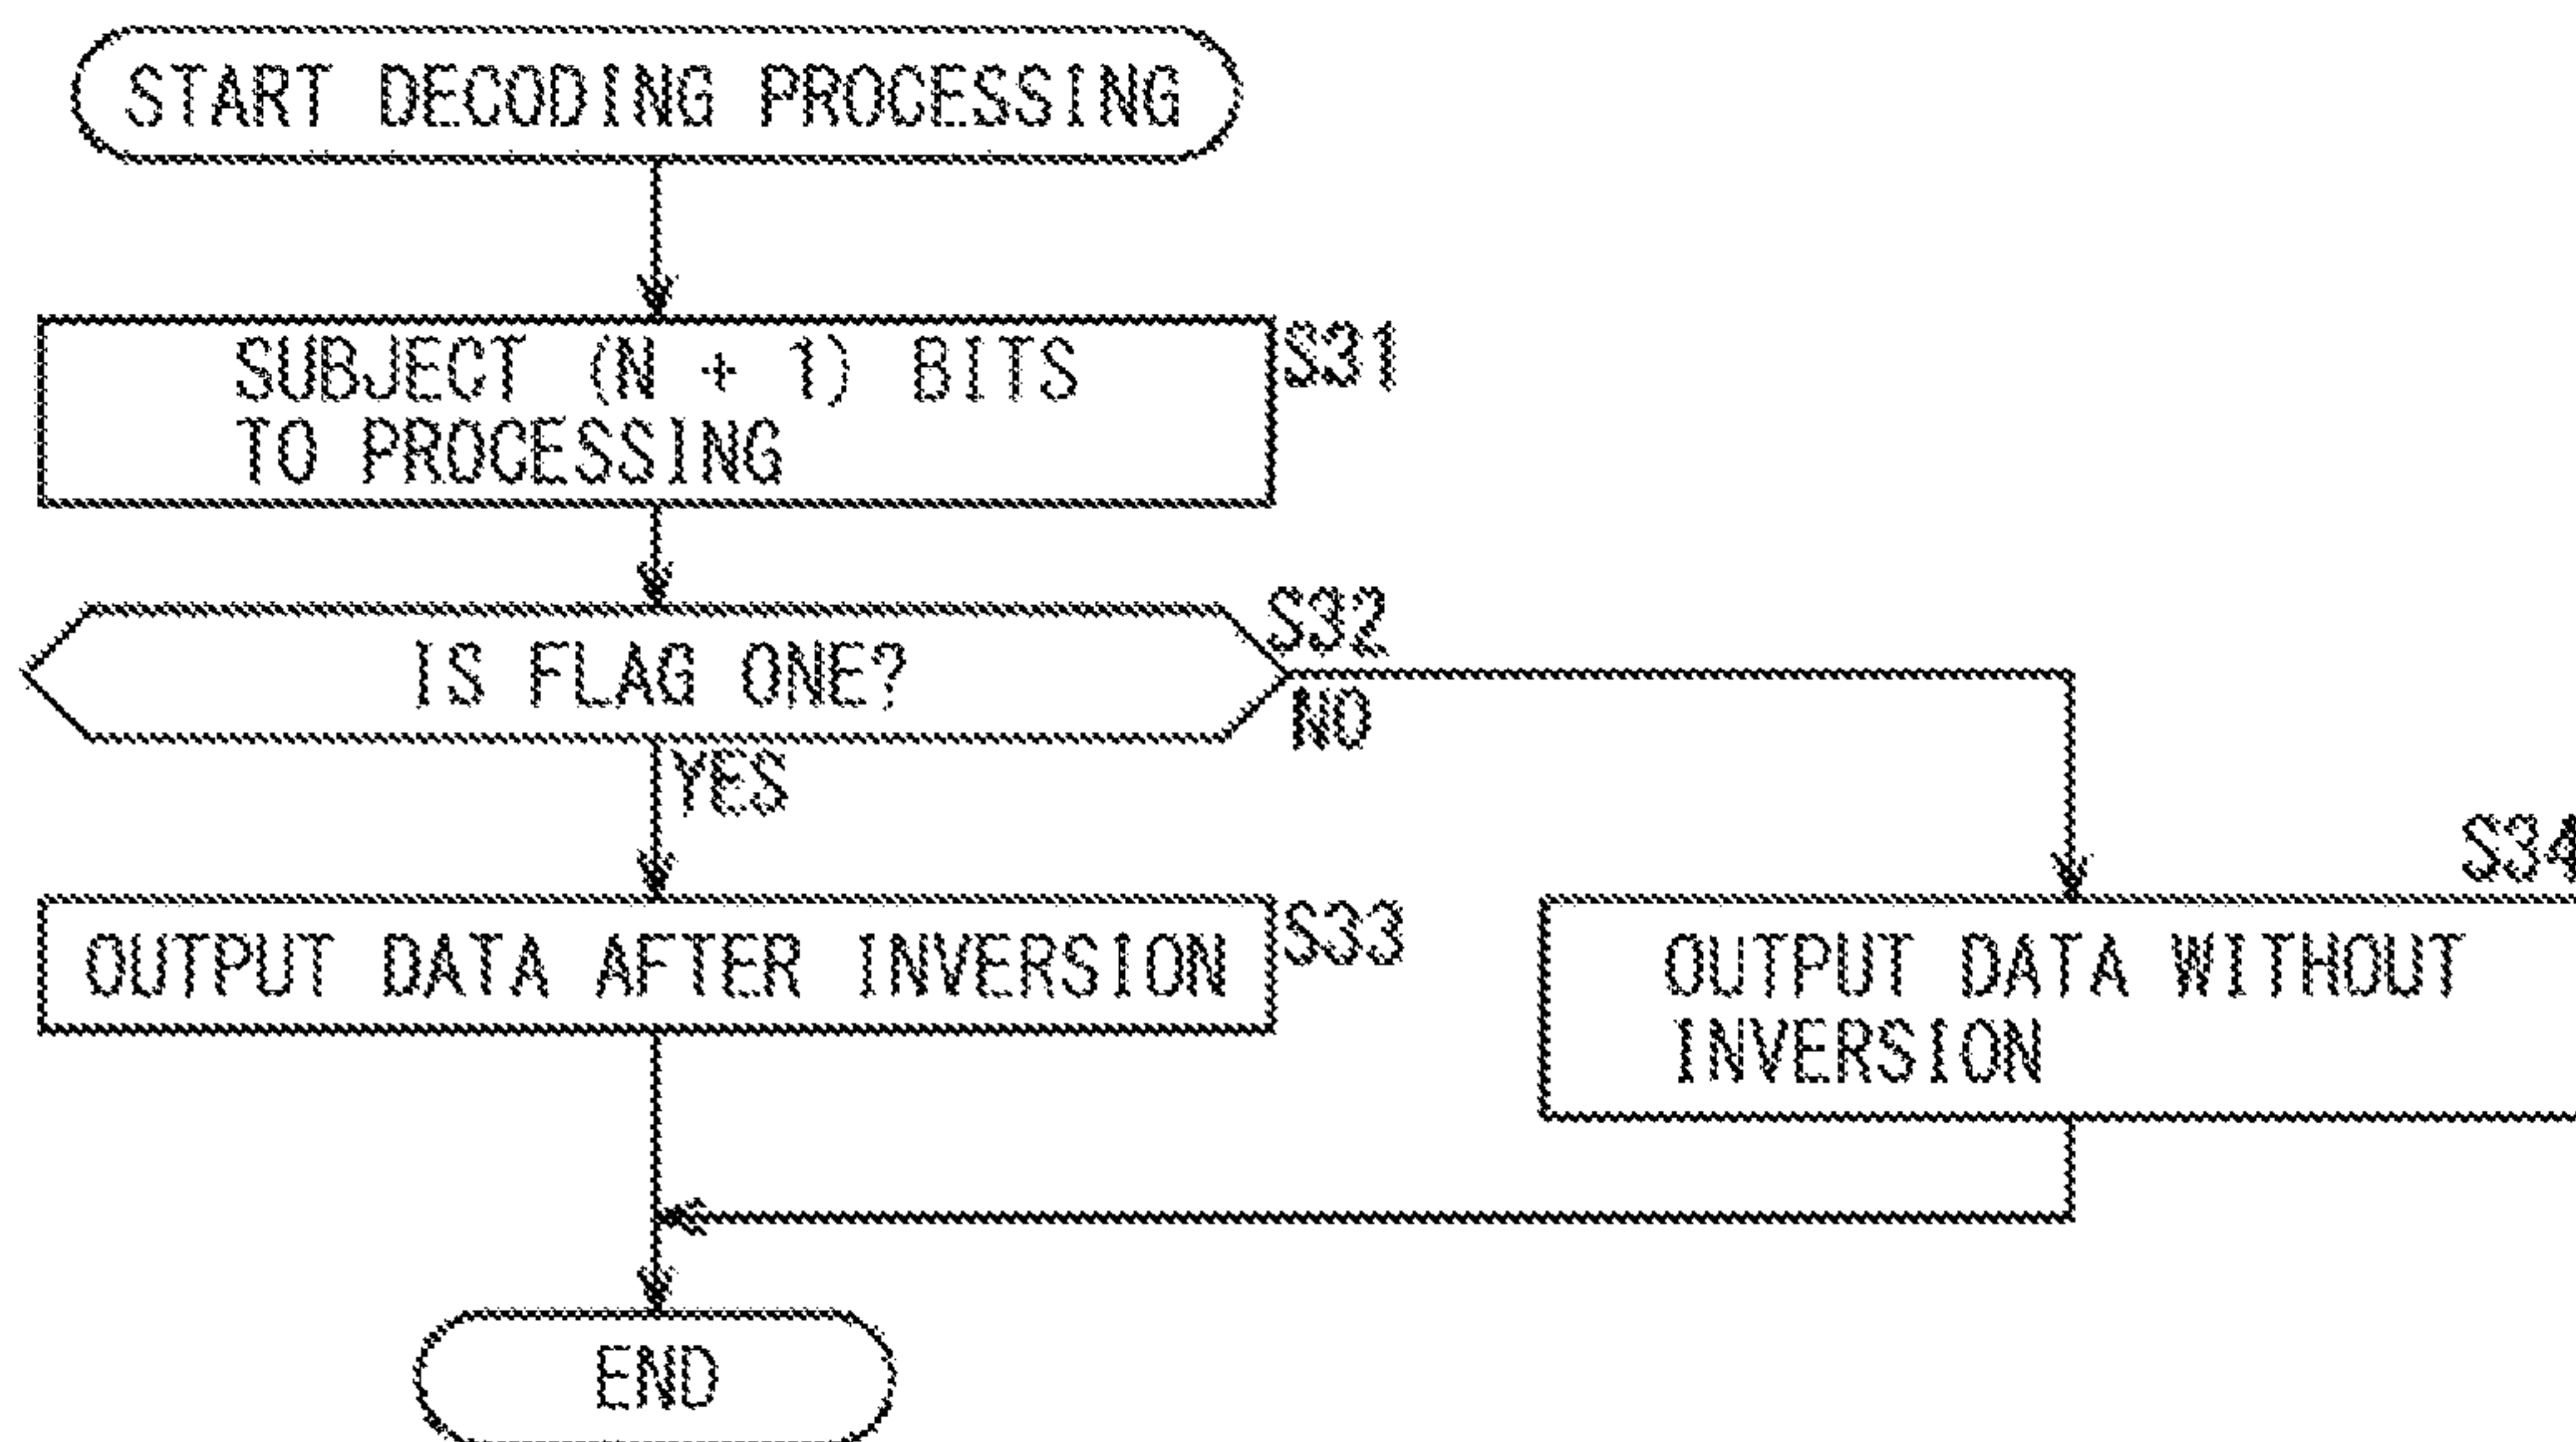 START DECODING PROCESSING
SUBJECT (N + 1) BITS
TO PROCESSING
S31
IS FLAG ONE?
S32
NO
YES
OUTPUT DATA AFTER INVERSION
S33
S34
OUTPUT DATA WITHOUT
INVERSION
END